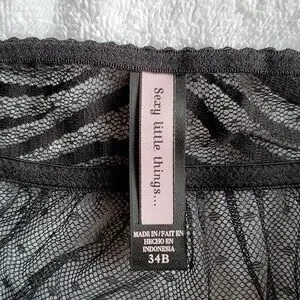 Sexy little things...
MADE IN / FAIT EN
HECHO EN
INDONESIA
34B